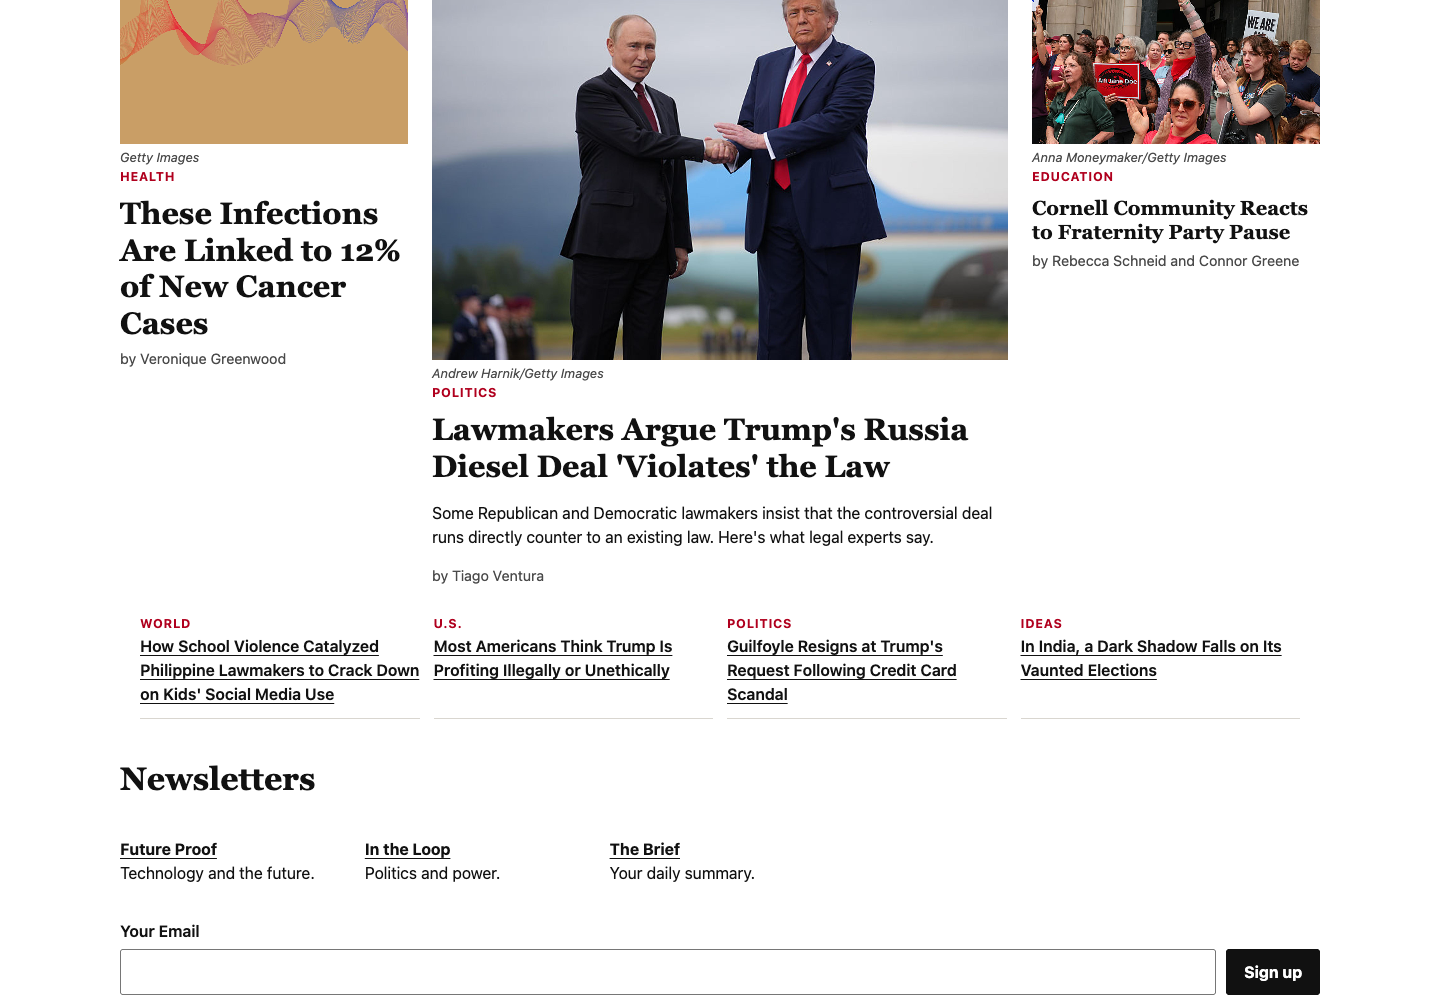 Getty Images
HEALTH
These Infections
Are Linked to 12%
of New Cancer
Cases
by Veronique Greenwood
Andrew Harnik/Getty Images
POLITICS
Lawmakers Argue Trump's Russia
Diesel Deal 'Violates' the Law
Some Republican and Democratic lawmakers insist that the controversial deal
runs directly counter to an existing law. Here's what legal experts say.
by Tiago Ventura
WE ARE
I Am Jane Doe
Anna Moneymaker/Getty Images
EDUCATION
Cornell Community Reacts
to Fraternity Party Pause
by Rebecca Schneid and Connor Greene
WORLD
How School Violence Catalyzed
Philippine Lawmakers to Crack Down
on Kids' Social Media Use
U.S.
Most Americans Think Trump Is
Profiting Illegally or Unethically
POLITICS
Guilfoyle Resigns at Trump's
Request Following Credit Card
Scandal
IDEAS
In India, a Dark Shadow Falls on Its
Vaunted Elections
Newsletters
Future Proof
Technology and the future.
In the Loop
Politics and power.
The Brief
Your daily summary.
Your Email
Sign up